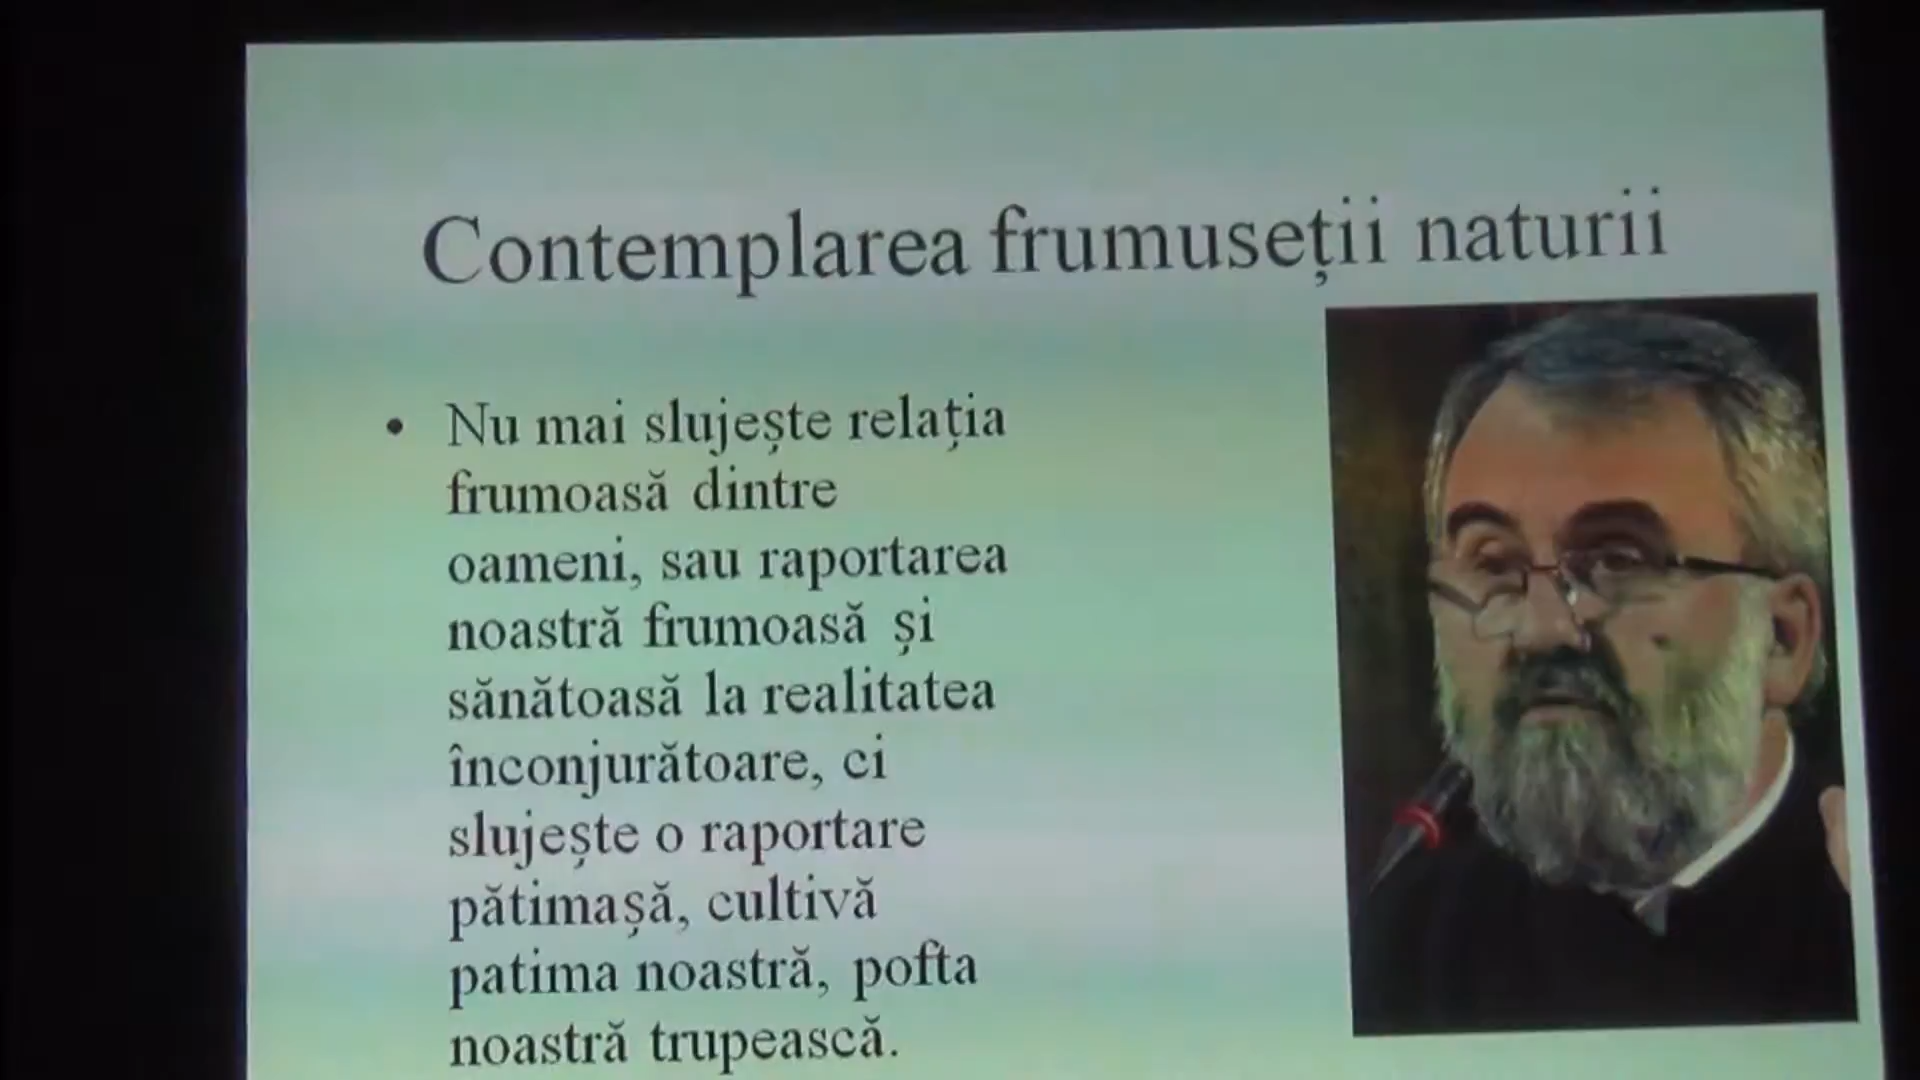 Contemplarea frumuseții naturii
• Nu mai slujește relația
frumoasă dintre
oameni, sau raportarea
noastră frumoasă și
sănătoasă la realitatea
înconjurătoare, ci
slujește o raportare
pătimașă, cultivă
patima noastră, pofta
noastră trupească.